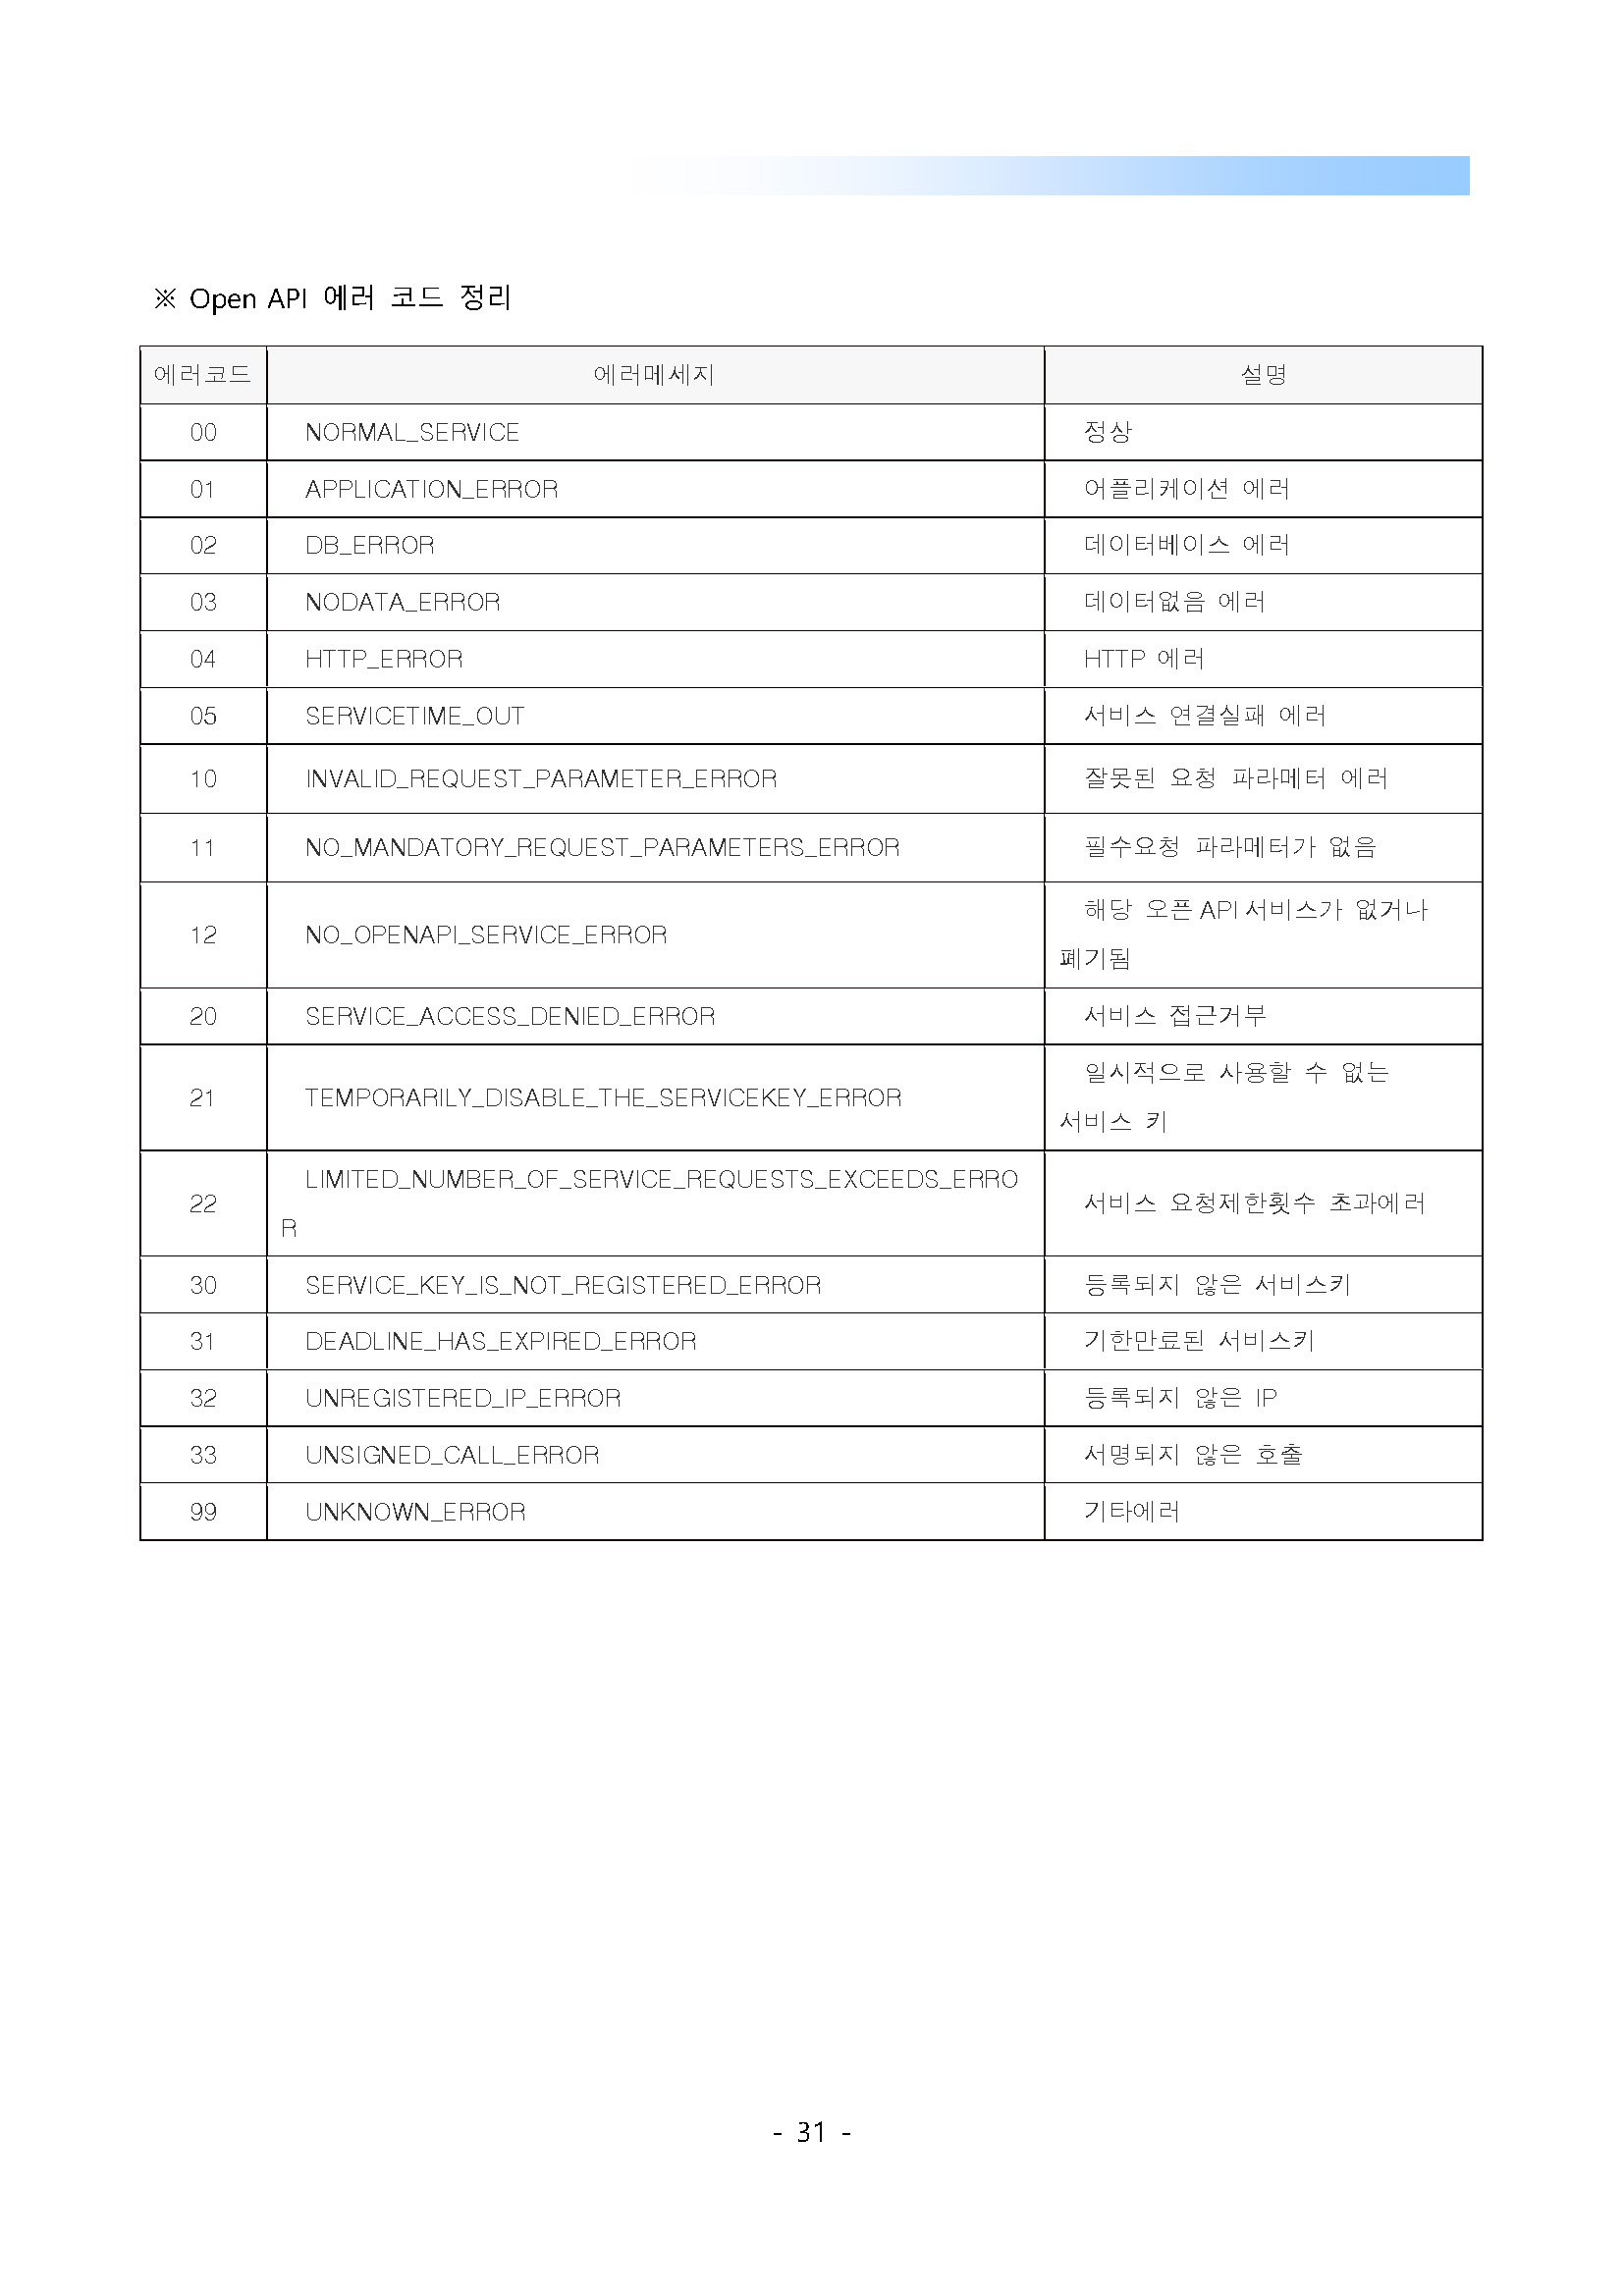 ※ Open API 에러 코드 정리
에러코드 에러메세지 설명
00 NORMAL_SERVICE 정상
01 APPLICATION_ERROR 어플리케이션 에러
02 DB_ERROR 데이터베이스 에러
03 NODATA_ERROR 데이터없음 에러
04 HTTP_ERROR HTTP 에러
05 SERVICETIME_OUT 서비스 연결실패 에러
10 INVALID_REQUEST_PARAMETER_ERROR 잘못된 요청 파라메터 에러
11 NO_MANDATORY_REQUEST_PARAMETERS_ERROR 필수요청 파라메터가 없음
12 NO_OPENAPI_SERVICE_ERROR 해당 오픈 API 서비스가 없거나
폐기됨
20 SERVICE_ACCESS_DENIED_ERROR 서비스 접근거부
21 TEMPORARILY_DISABLE_THE_SERVICEKEY_ERROR 일시적으로 사용할 수 없는
서비스 키
22 LIMITED_NUMBER_OF_SERVICE_REQUESTS_EXCEEDS_ERRO
R 서비스 요청제한횟수 초과에러
30 SERVICE_KEY_IS_NOT_REGISTERED_ERROR 등록되지 않은 서비스키
31 DEADLINE_HAS_EXPIRED_ERROR 기한만료된 서비스키
32 UNREGISTERED_IP_ERROR 등록되지 않은 IP
33 UNSIGNED_CALL_ERROR 서명되지 않은 호출
99 UNKNOWN_ERROR 기타에러
- 31 -